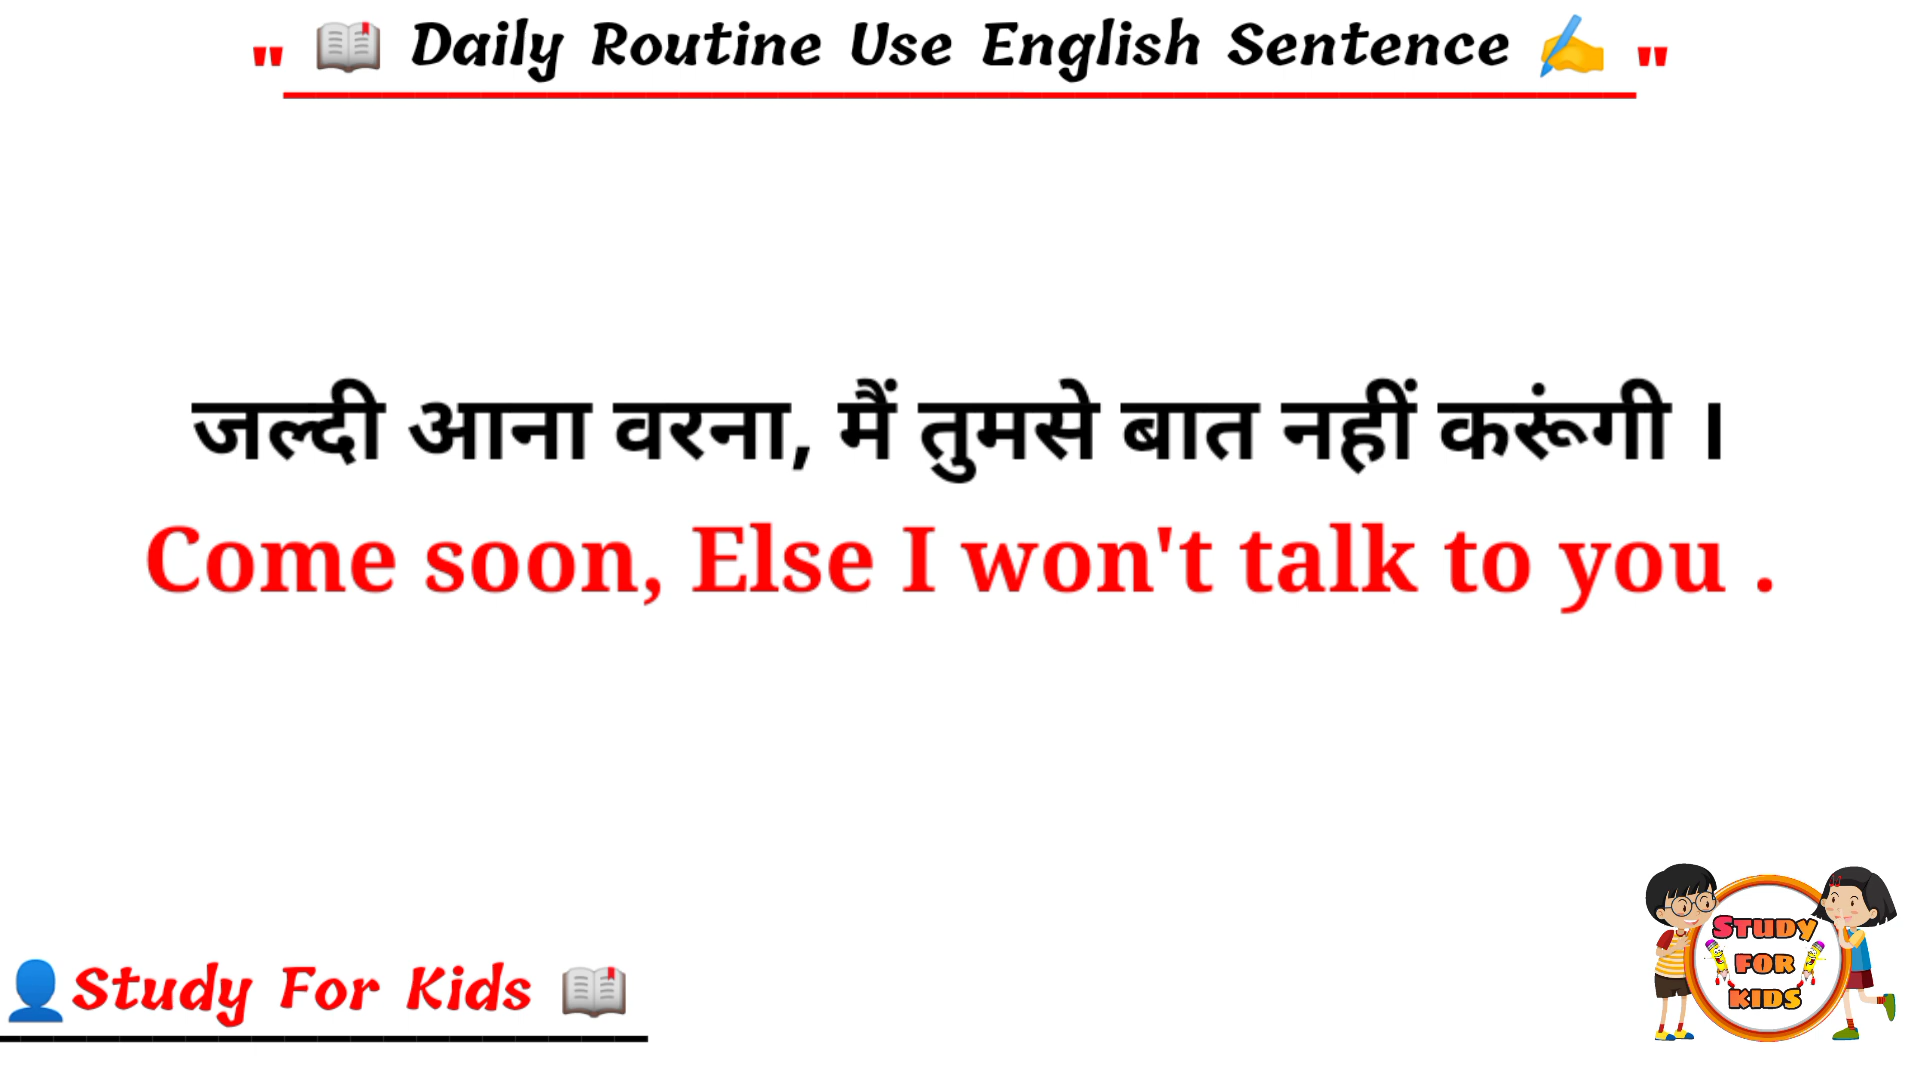 " 📖 Daily Routine Use English Sentence ✍️ "
जल्दी आना वरना, मैं तुमसे बात नहीं करूंगी ।
Come soon, Else I won't talk to you .
👤Study For Kids 📖
STUDY
FOR
KIDS